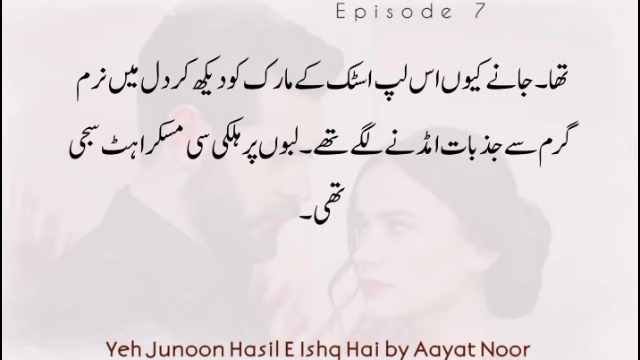 Episode 7
تھا۔ جانے کیوں اس لپ اسٹک کے مارک کو دیکھ کر دل میں نرم
گرم سے جذبات امڈنے لگے تھے۔ لبوں پر ہلکی سی مسکراہٹ سجی
تھی۔
Yeh Junoon Hasil E Ishq Hai by Aayat Noor